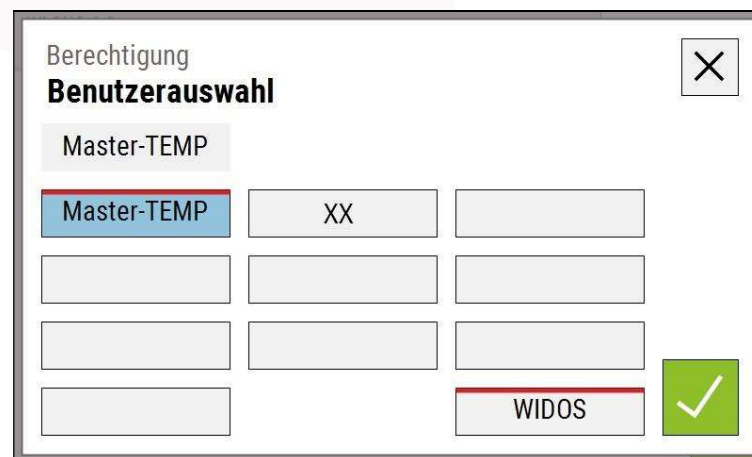 Berechtigung
Benutzerauswahl
Master-TEMP
Master-TEMP XX
WIDOS